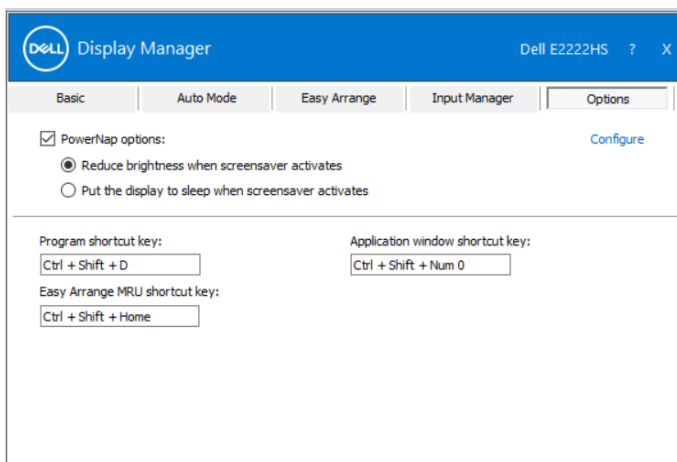 DELL Display Manager Dell E2222HS ? X
Basic Auto Mode Easy Arrange Input Manager Options
PowerNap options: Configure
Reduce brightness when screensaver activates
Put the display to sleep when screensaver activates
Program shortcut key: Application window shortcut key:
Ctrl + Shift + D Ctrl + Shift + Num 0
Easy Arrange MRU shortcut key:
Ctrl + Shift + Home